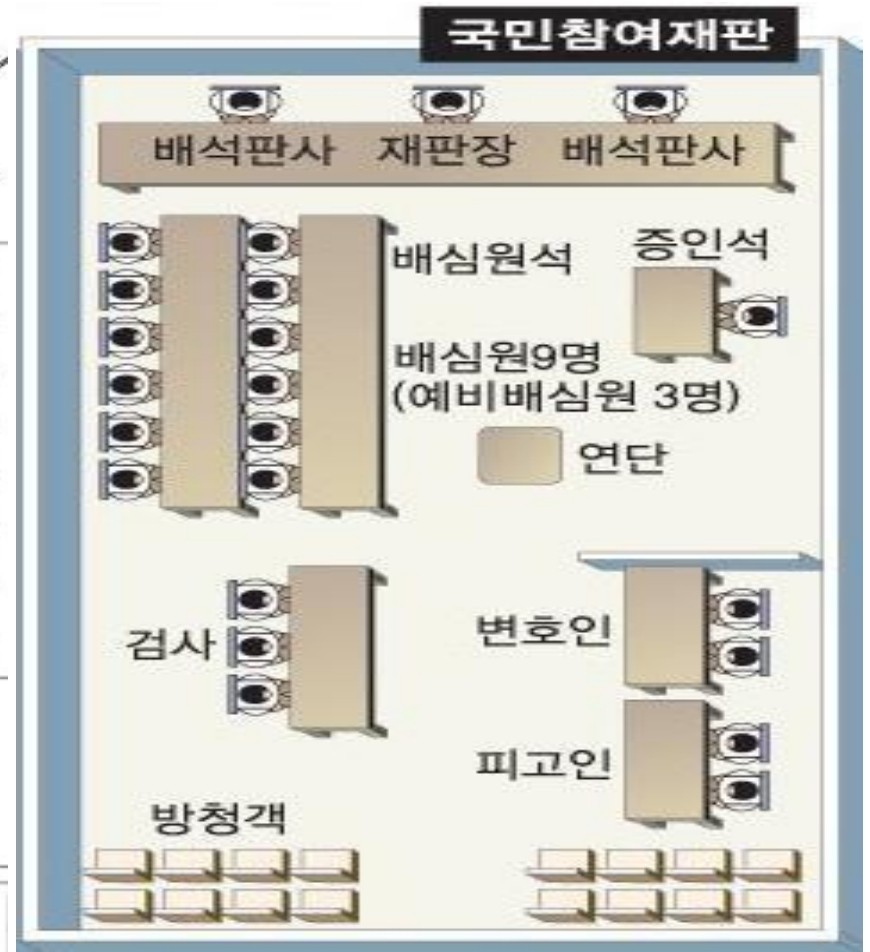 국민참여재판
배석판사 재판장 배석판사
배심원석
증인석
배심원9명
(예비배심원 3명)
연단
검사
변호인
피고인
방청객